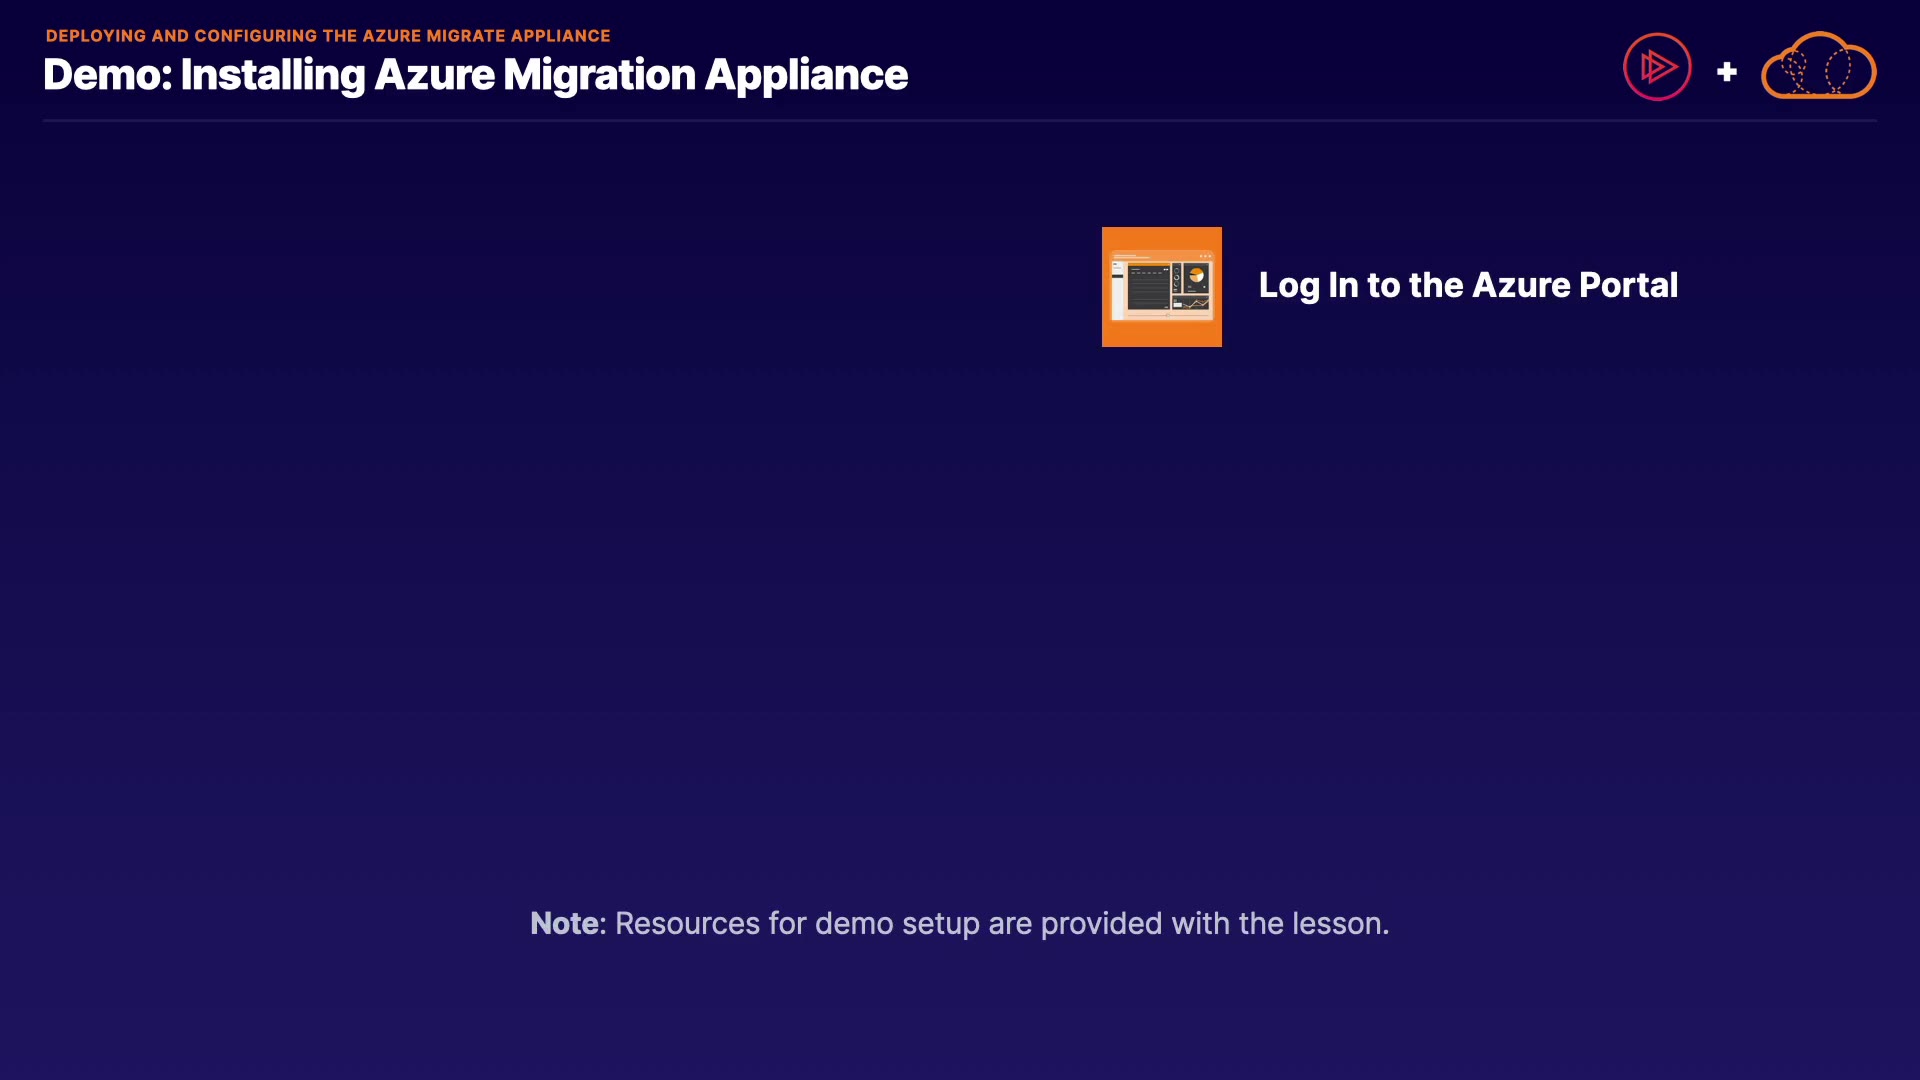 DEPLOYING AND CONFIGURING THE AZURE MIGRATE APPLIANCE
Demo: Installing Azure Migration Appliance
Log In to the Azure Portal
Note: Resources for demo setup are provided with the lesson.